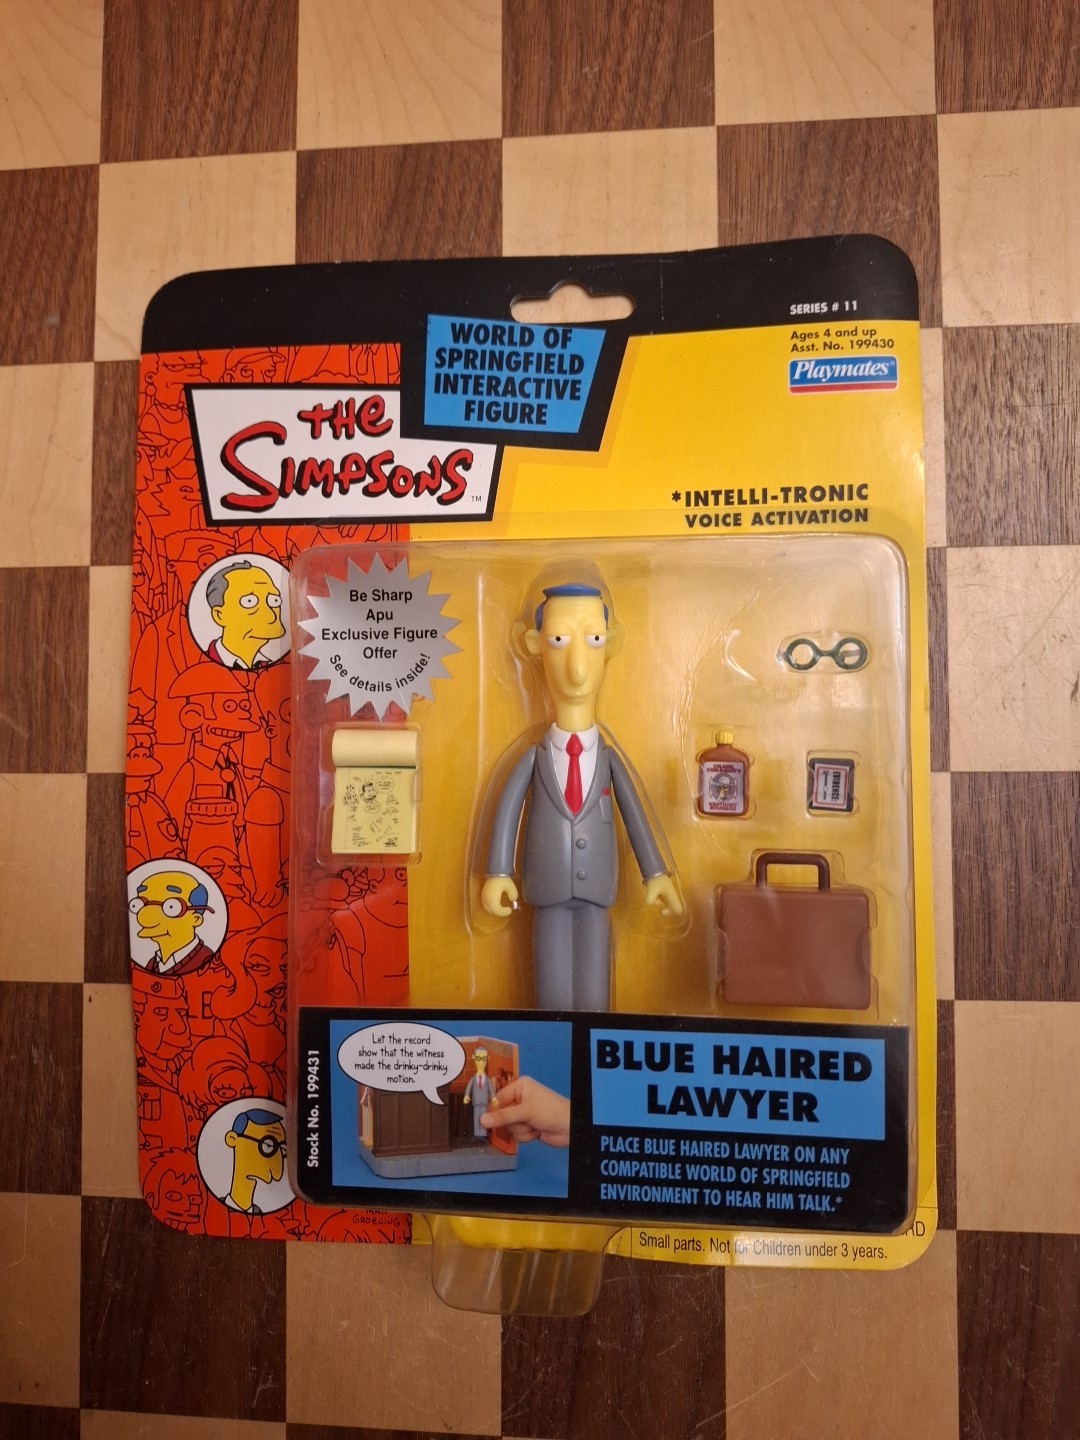 SERIES # 11
WORLD OF
SPRINGFIELD
INTERACTIVE
FIGURE
Ages 4 and up
Asst. No. 199430
Playmates®
THE
SIMPSONS
TM
*INTELLI-TRONIC
VOICE ACTIVATION
Be Sharp
Apu
Exclusive Figure
Offer
See details inside!
EVIDENCE
Let the record
show that the witness
made the drinky-drinky
motion.
Stock No. 199431
BLUE HAIRED
LAWYER
PLACE BLUE HAIRED LAWYER ON ANY
COMPATIBLE WORLD OF SPRINGFIELD
ENVIRONMENT TO HEAR HIM TALK.*
MATT
GROENING
Small parts. Not for Children under 3 years.